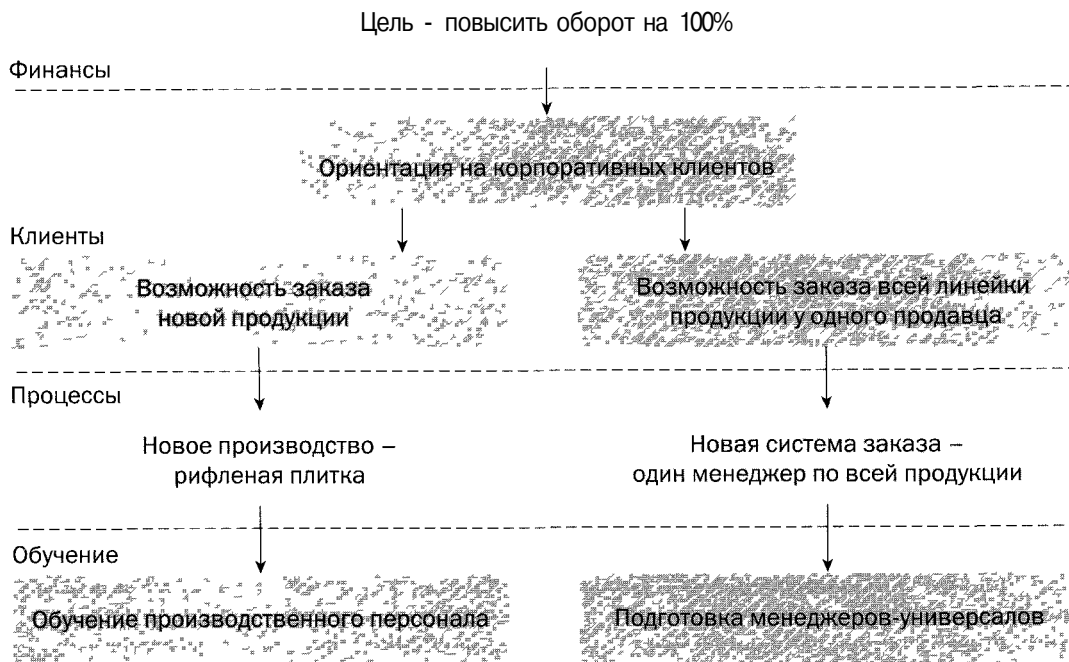 Цель - повысить оборот на 100%
Финансы
Ориентация на корпоративных клиентов
Клиенты
Возможность заказа
новой продукции
Возможность заказа всей линейки
продукции у одного продавца
Процессы
Новое производство –
рифленая плитка
Новая система заказа –
один менеджер по всей продукции
Обучение
Обучение производственного персонала
Подготовка менеджеров-универсалов